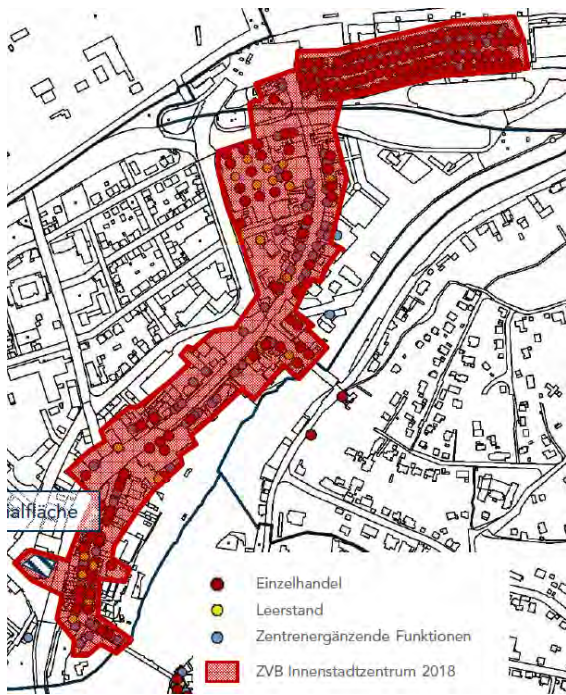 alfläche
Einzelhandel
Leerstand
Zentrenergänzende Funktionen
ZVB Innenstadtzentrum 2018